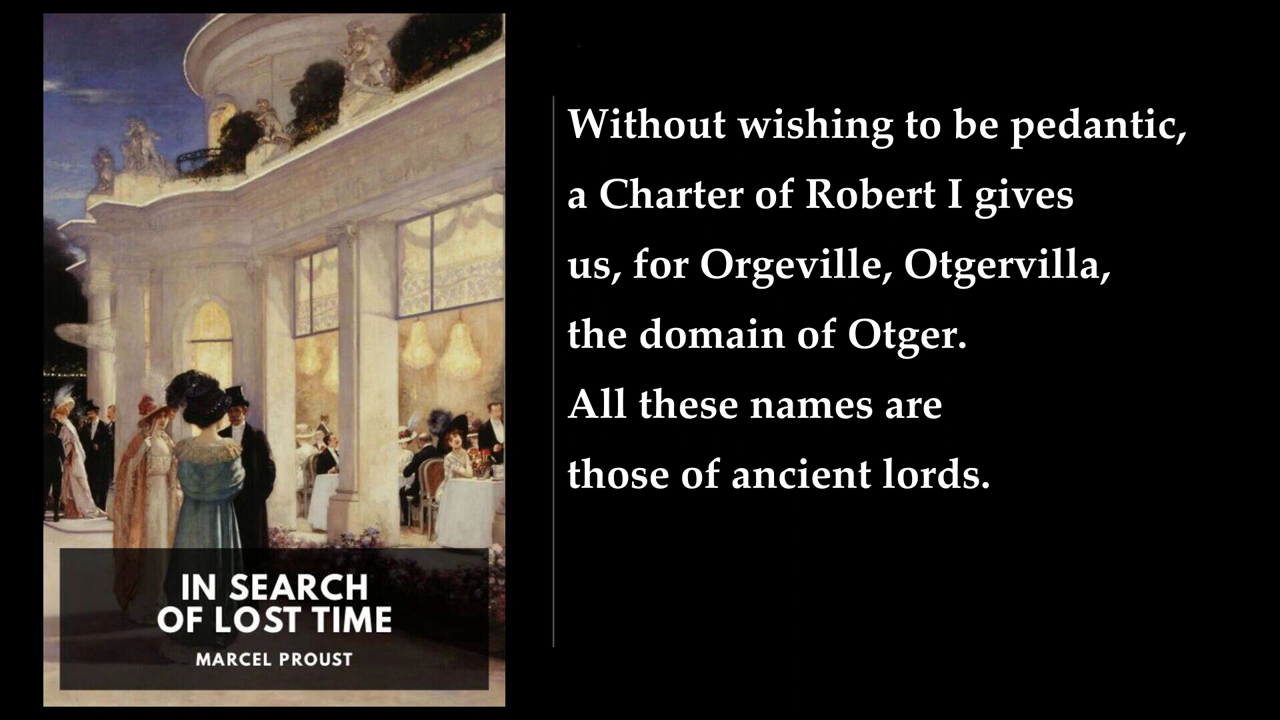 IN SEARCH
OF LOST TIME
MARCEL PROUST
Without wishing to be pedantic,
a Charter of Robert I gives
us, for Orgeville, Otgervilla,
the domain of Otger.
All these names are
those of ancient lords.